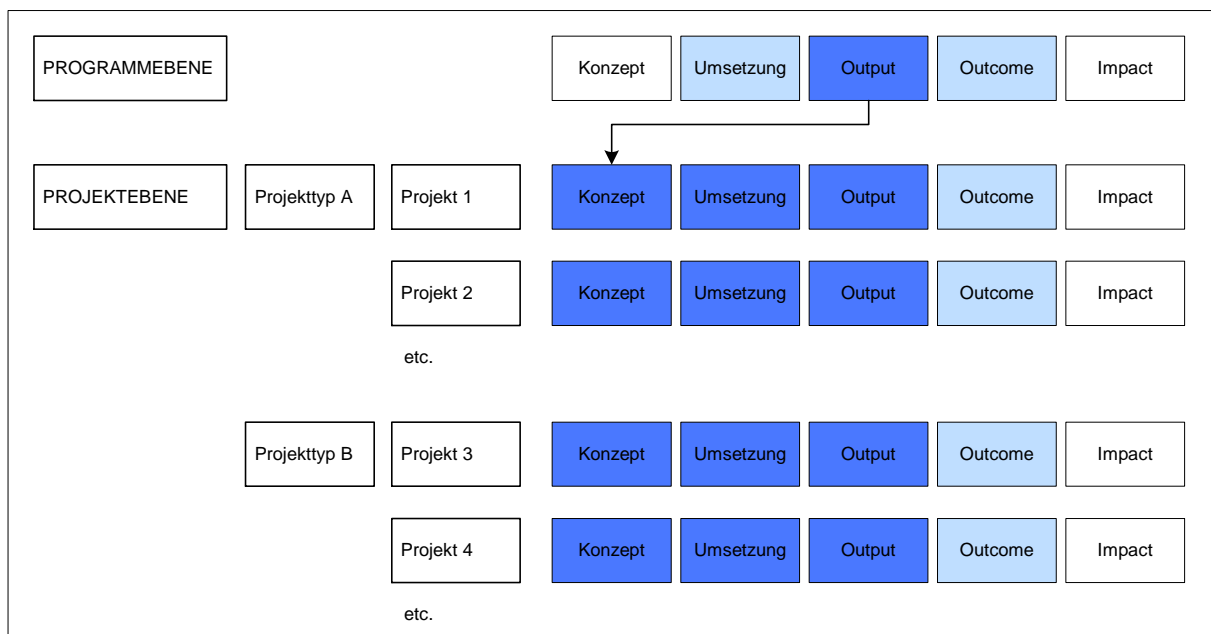 PROGRAMMEBENE Konzept Umsetzung Output Outcome Impact
PROJEKTEBENE Projekttyp A Projekt 1 Konzept Umsetzung Output Outcome Impact
Projekt 2 Konzept Umsetzung Output Outcome Impact
etc.
Projekttyp B Projekt 3 Konzept Umsetzung Output Outcome Impact
Projekt 4 Konzept Umsetzung Output Outcome Impact
etc.